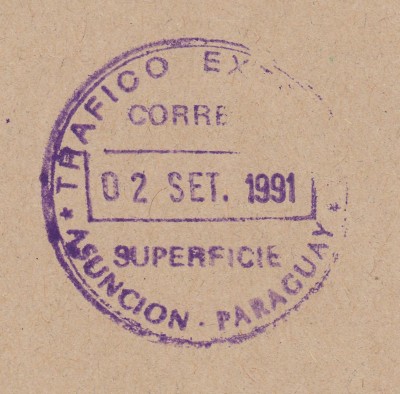 TRAFICO EX
CORRE
02 SET. 1991
SUPERFICIE
* ASUNCION - PARAGUAY *